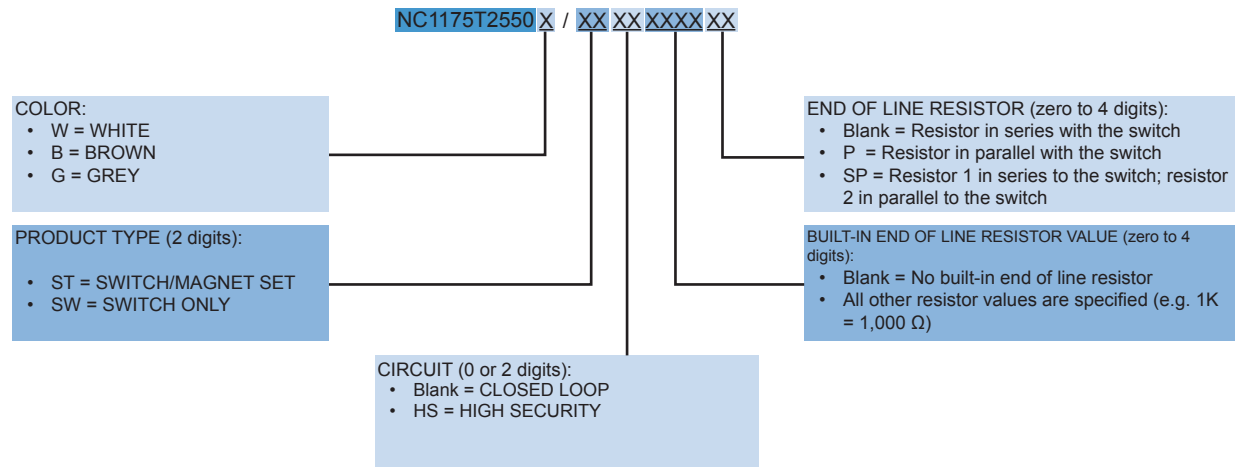 NC1175T2550 X / XX XX XXXX XX
COLOR:
• W = WHITE
• B = BROWN
• G = GREY
PRODUCT TYPE (2 digits):
• ST = SWITCH/MAGNET SET
• SW = SWITCH ONLY
CIRCUIT (0 or 2 digits):
• Blank = CLOSED LOOP
• HS = HIGH SECURITY
END OF LINE RESISTOR (zero to 4 digits):
• Blank = Resistor in series with the switch
• P = Resistor in parallel with the switch
• SP = Resistor 1 in series to the switch; resistor
2 in parallel to the switch
BUILT-IN END OF LINE RESISTOR VALUE (zero to 4
digits):
• Blank = No built-in end of line resistor
• All other resistor values are specified (e.g. 1K
= 1,000 Ω)